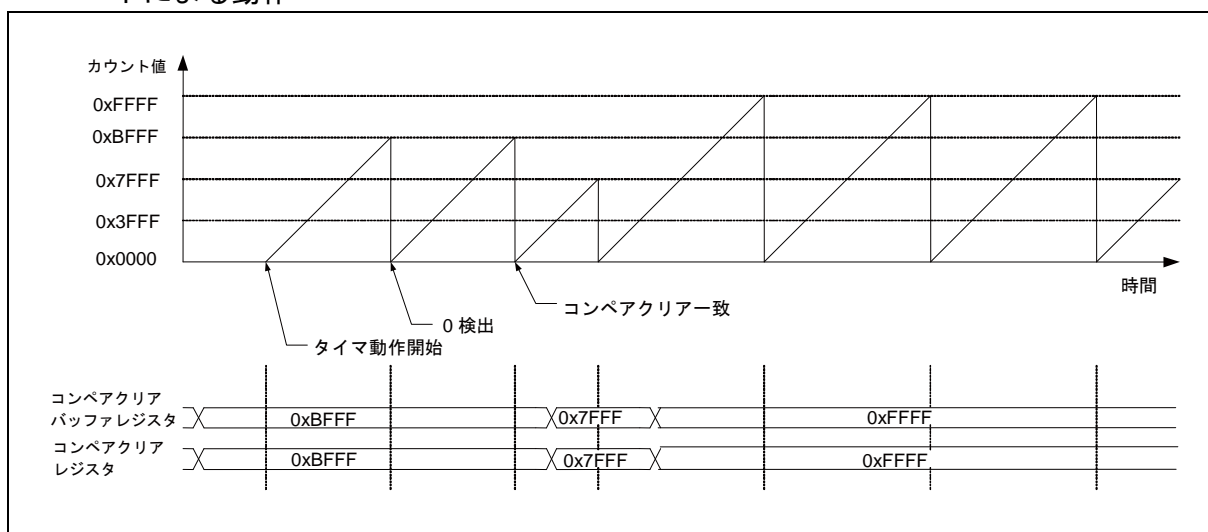 カウント値
0xFFFF
0xBFFF
0x7FFF
0x3FFF
0x0000
時間
コンペアクリア一致
0 検出
タイマ動作開始
コンペアクリア
バッファレジスタ
0xBFFF
0x7FFF
0xFFFF
コンペアクリア
レジスタ
0xBFFF
0x7FFF
0xFFFF